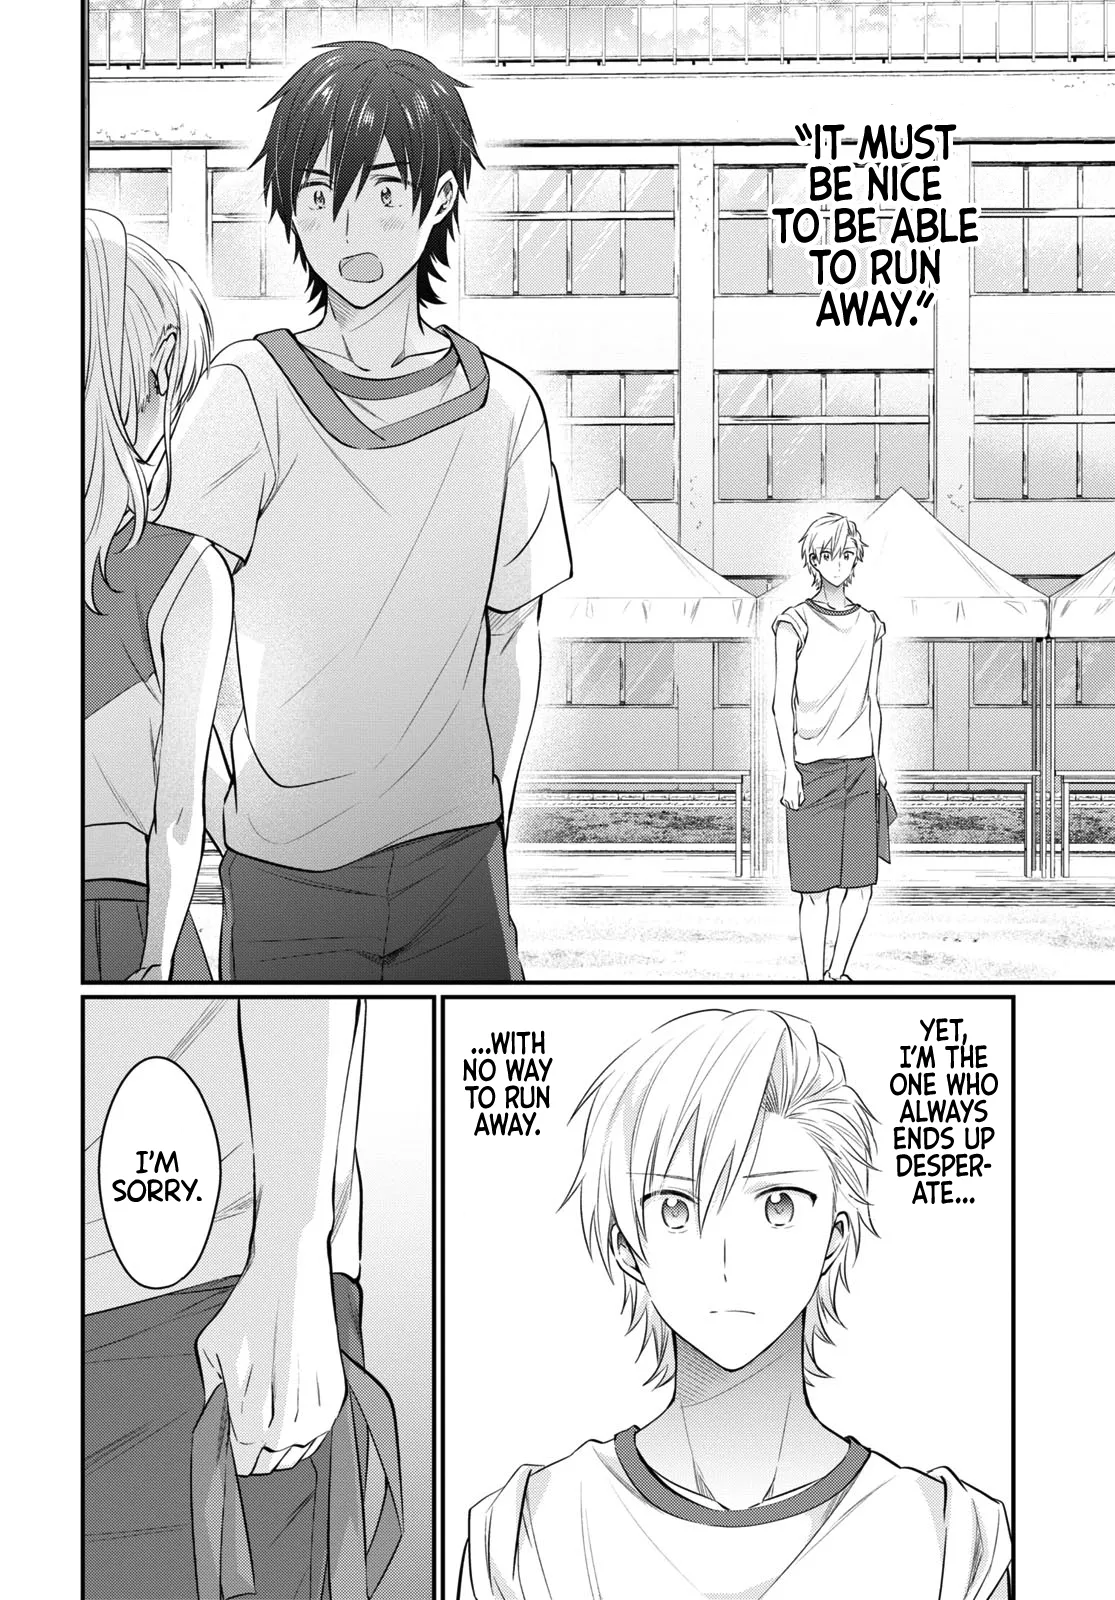 “IT MUST
BE NICE
TO BE ABLE
TO RUN
AWAY.”
YET,
I'M THE
ONE WHO
ALWAYS
ENDS UP
DESPER-
ATE...
...WITH
NO WAY
TO RUN
AWAY.
I'M
SORRY.